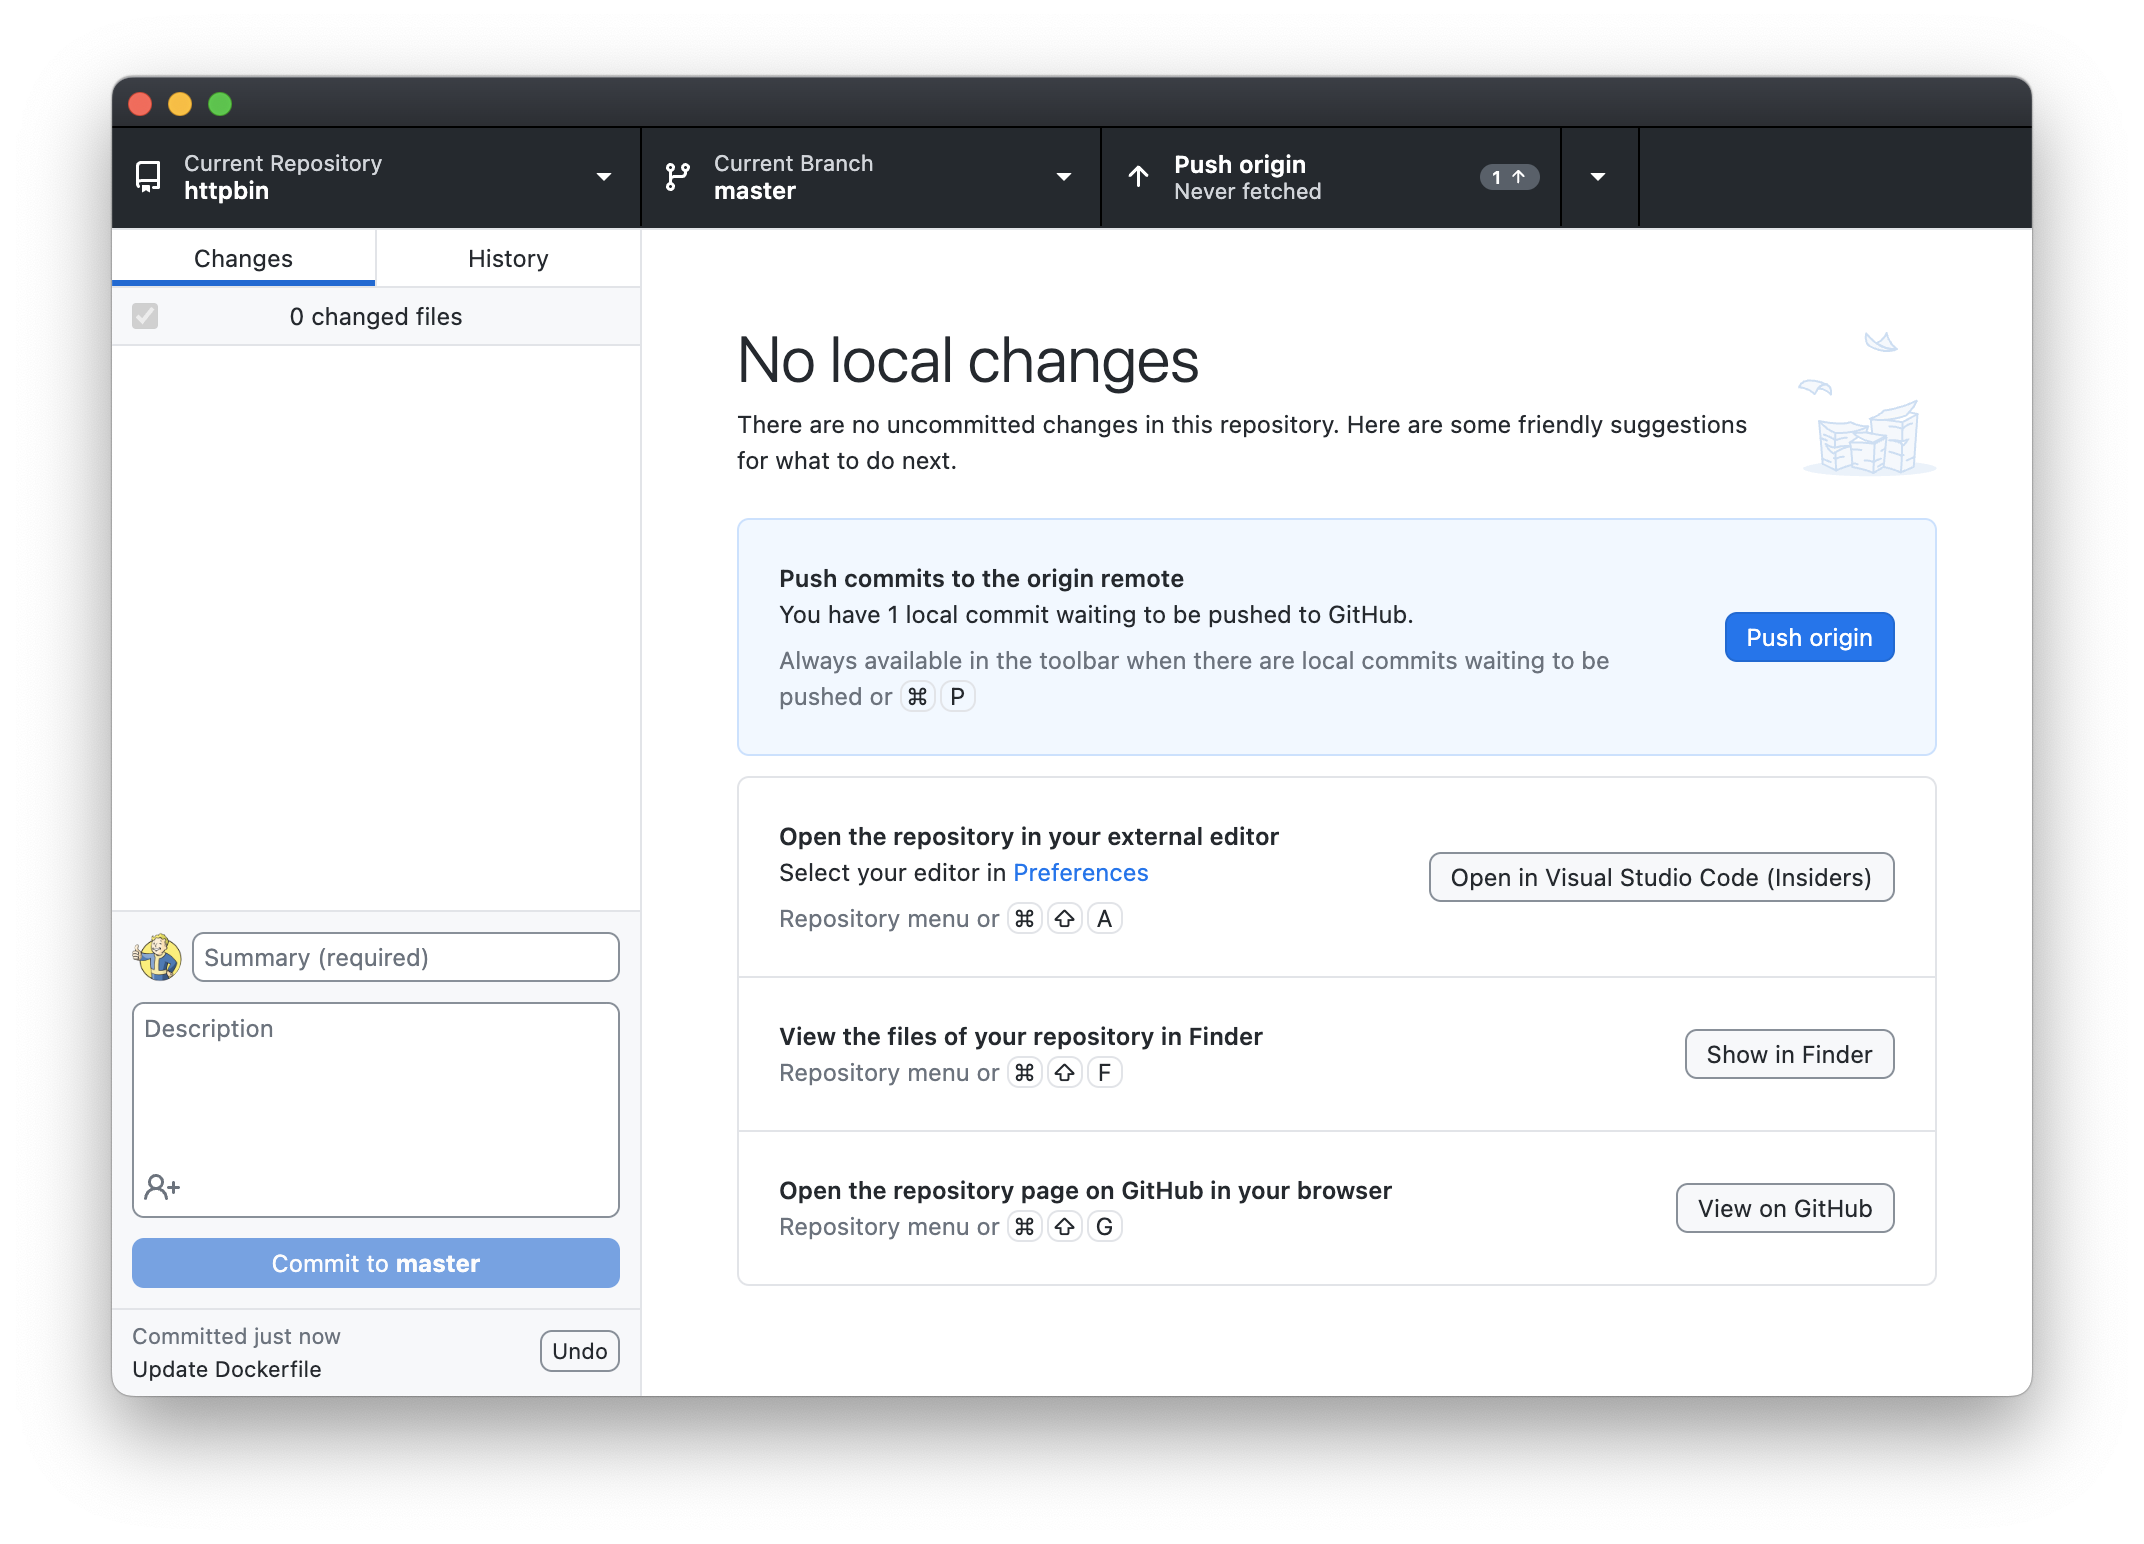 Current Repository
httpbin
Current Branch
master
Push origin
Never fetched
1 ↑
Changes
History
0 changed files
No local changes
There are no uncommitted changes in this repository. Here are some friendly suggestions
for what to do next.
Push commits to the origin remote
You have 1 local commit waiting to be pushed to GitHub.
Always available in the toolbar when there are local commits waiting to be
pushed or ⌘ P
Push origin
Open the repository in your external editor
Select your editor in Preferences
Repository menu or ⌘ ⇧ A
Open in Visual Studio Code (Insiders)
View the files of your repository in Finder
Repository menu or ⌘ ⇧ F
Show in Finder
Open the repository page on GitHub in your browser
Repository menu or ⌘ ⇧ G
View on GitHub
Summary (required)
Description
Commit to master
Committed just now
Update Dockerfile
Undo